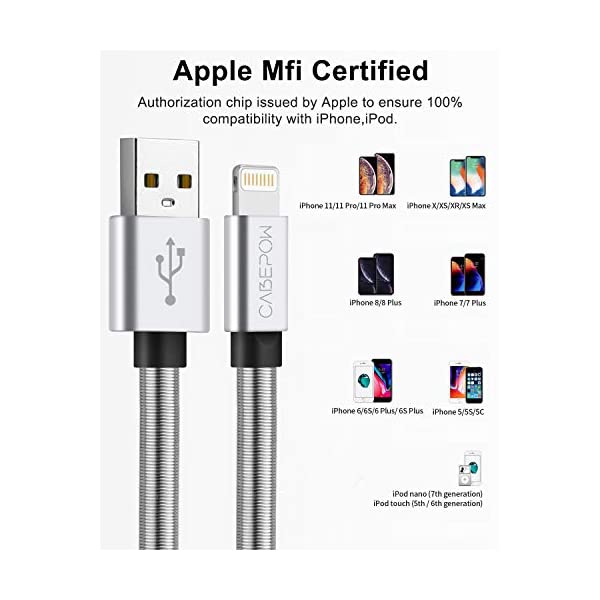 Apple Mfi Certified
Authorization chip issued by Apple to ensure 100%
compatibility with iPhone,iPod.
CABEPOW
iPhone 11/11 Pro/11 Pro Max
iPhone X/XS/XR/XS Max
iPhone 8/8 Plus
iPhone 7/7 Plus
iPhone 6/6S/6 Plus/ 6S Plus
iPhone 5/5S/5C
iPod nano (7th generation)
iPod touch (5th / 6th generation)